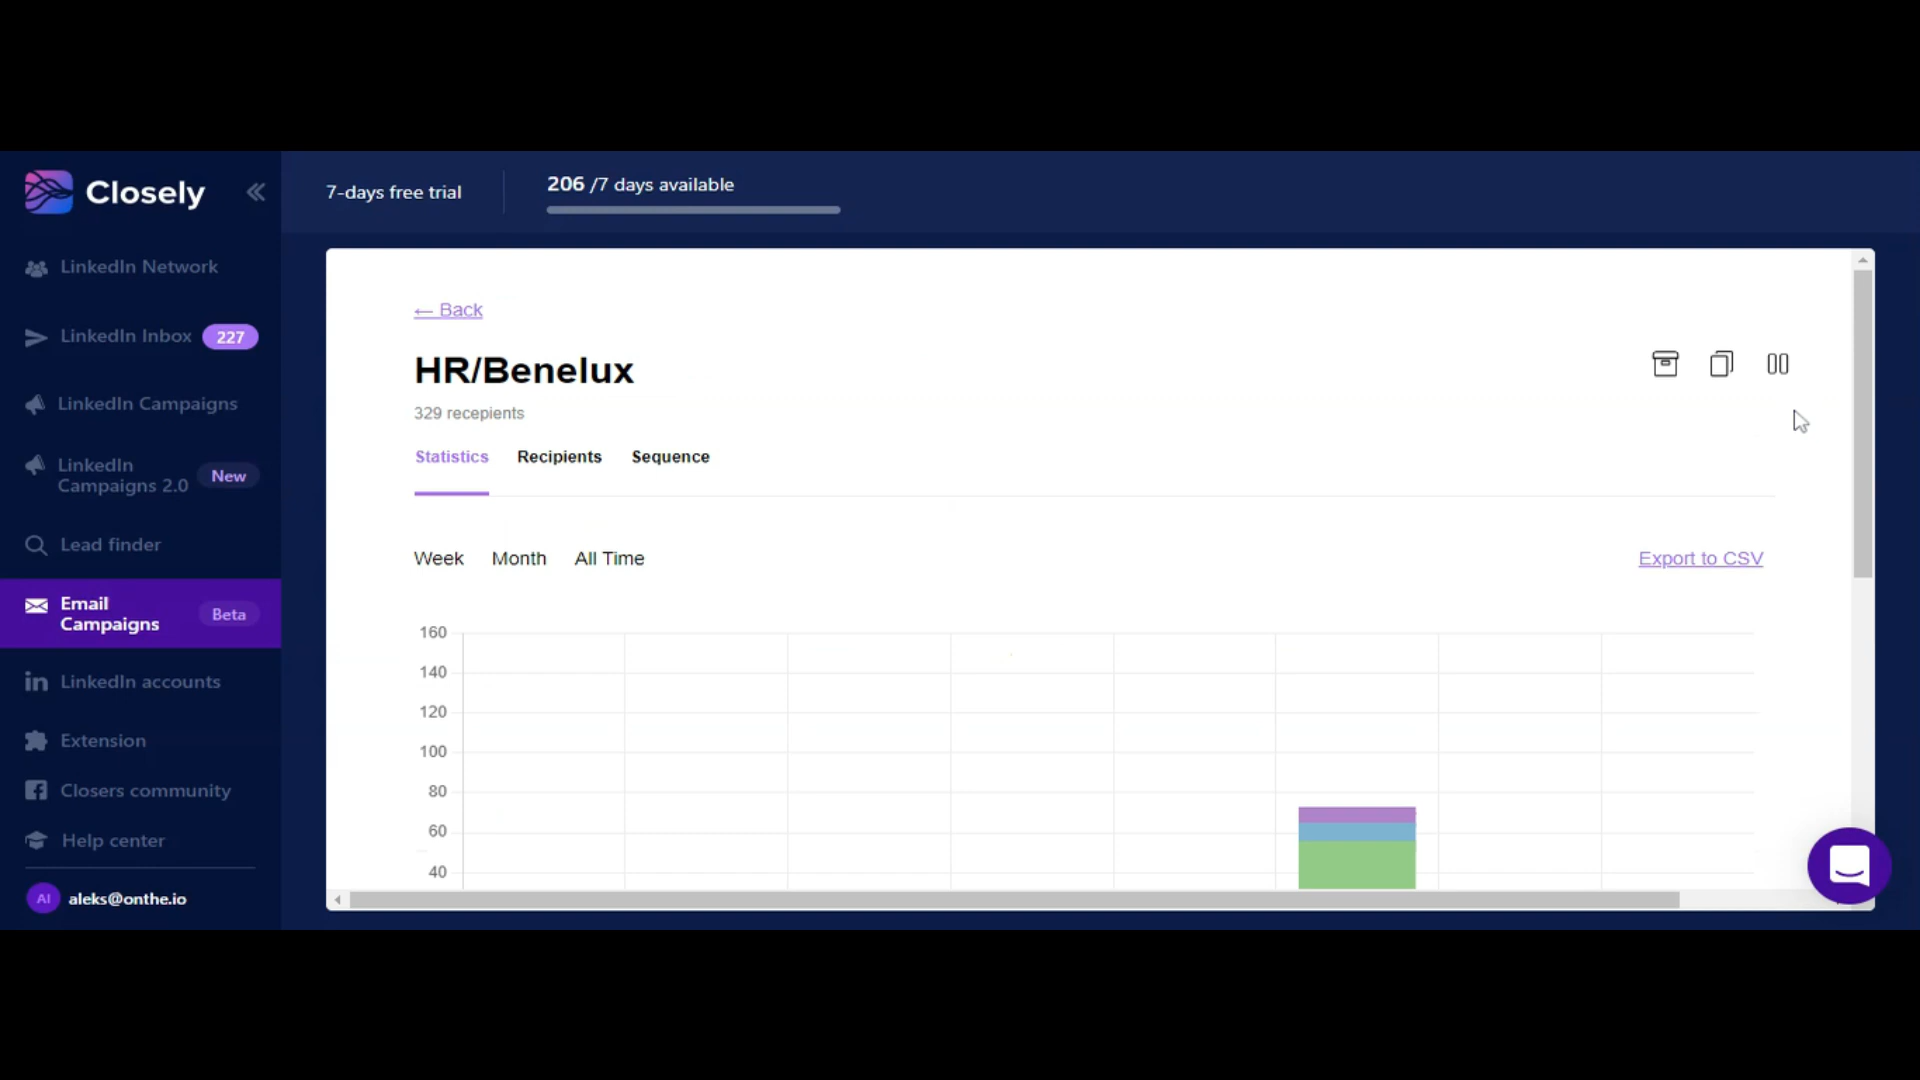 Closely
7-days free trial
206 /7 days available
LinkedIn Network
LinkedIn Inbox 227
LinkedIn Campaigns
LinkedIn
Campaigns 2.0 New
Lead finder
Email
Campaigns Beta
LinkedIn accounts
Extension
Closers community
Help center
AI aleks@onthe.io
← Back
HR/Benelux
329 recepients
Statistics Recipients Sequence
Week Month All Time Export to CSV
160
140
120
100
80
60
40